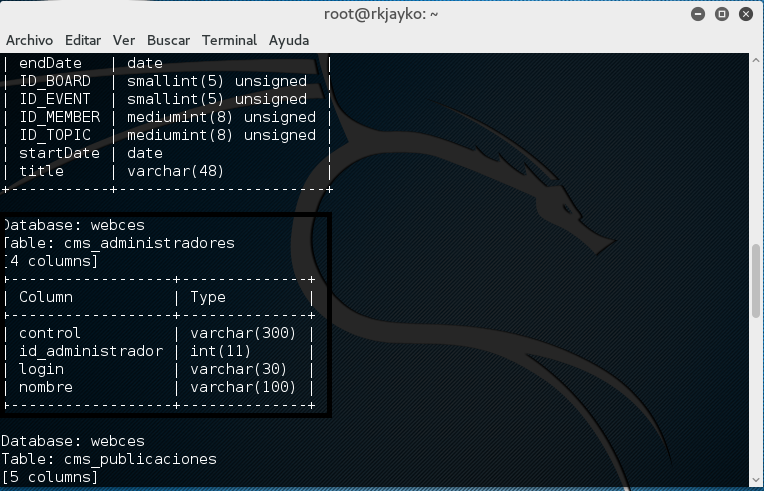 root@rkjayko: ~
Archivo Editar Ver Buscar Terminal Ayuda
| endDate   | date                  |
| ID_BOARD  | smallint(5) unsigned  |
| ID_EVENT  | smallint(5) unsigned  |
| ID_MEMBER | mediumint(8) unsigned |
| ID_TOPIC  | mediumint(8) unsigned |
| startDate | date                  |
| title     | varchar(48)           |
+-----------+-----------------------+
Database: webces
Table: cms_administradores
[4 columns]
+------------------+--------------+
| Column           | Type         |
+------------------+--------------+
| control          | varchar(300) |
| id_administrador | int(11)      |
| login            | varchar(30)  |
| nombre           | varchar(100) |
+------------------+--------------+
Database: webces
Table: cms_publicaciones
[5 columns]